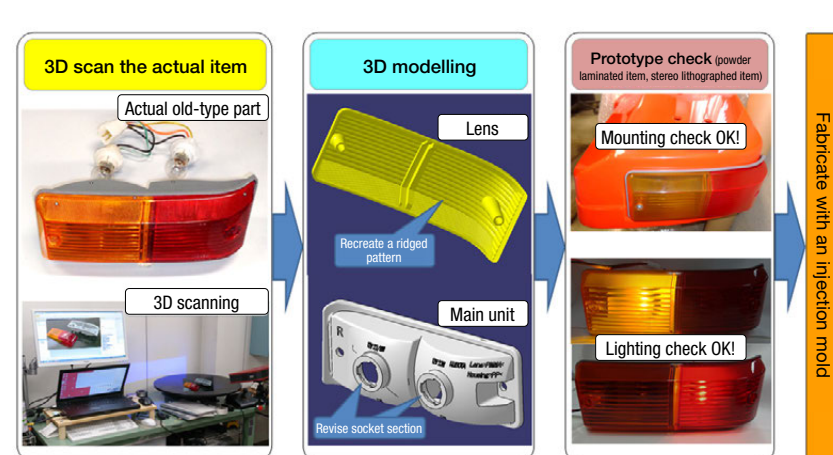 3D scan the actual item
Actual old-type part
3D scanning
3D modelling
Lens
Recreate a ridged
pattern
Main unit
R
L
Revise socket section
Prototype check (powder
laminated item, stereo lithographed item)
Mounting check OK!
Lighting check OK!
Fabricate with an injection mold